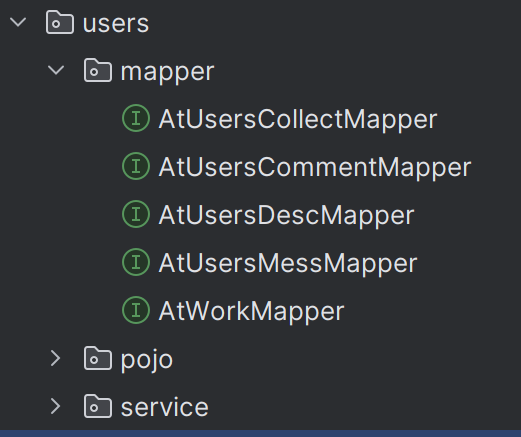 users
mapper
AtUsersCollectMapper
AtUsersCommentMapper
AtUsersDescMapper
AtUsersMessMapper
AtWorkMapper
pojo
service